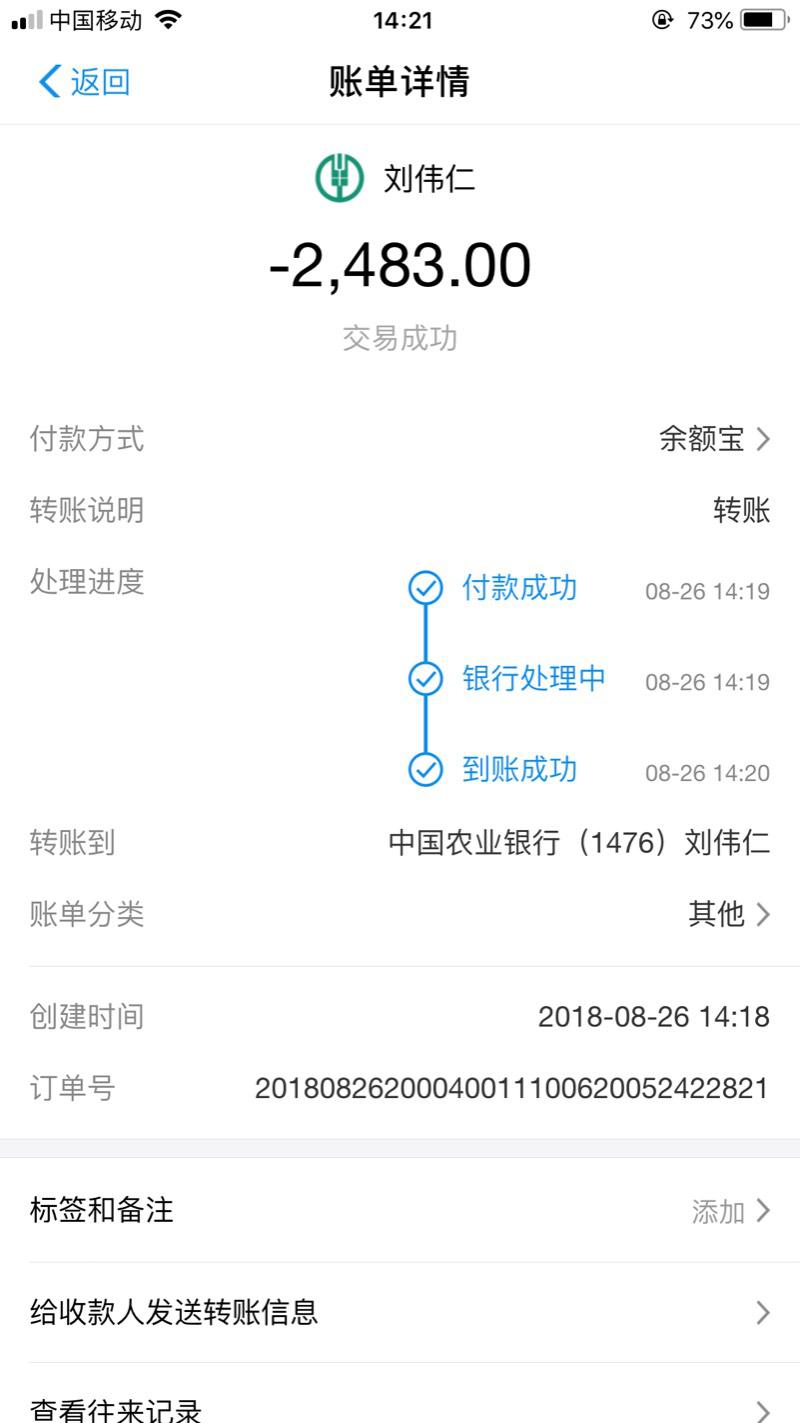 中国移动 14:21 73%
返回 账单详情
刘伟仁
-2,483.00
交易成功
付款方式 余额宝
转账说明 转账
处理进度 付款成功 08-26 14:19
银行处理中 08-26 14:19
到账成功 08-26 14:20
转账到 中国农业银行（1476）刘伟仁
账单分类 其他
创建时间 2018-08-26 14:18
订单号 20180826200040011100620052422821
标签和备注 添加
给收款人发送转账信息
查看往来记录